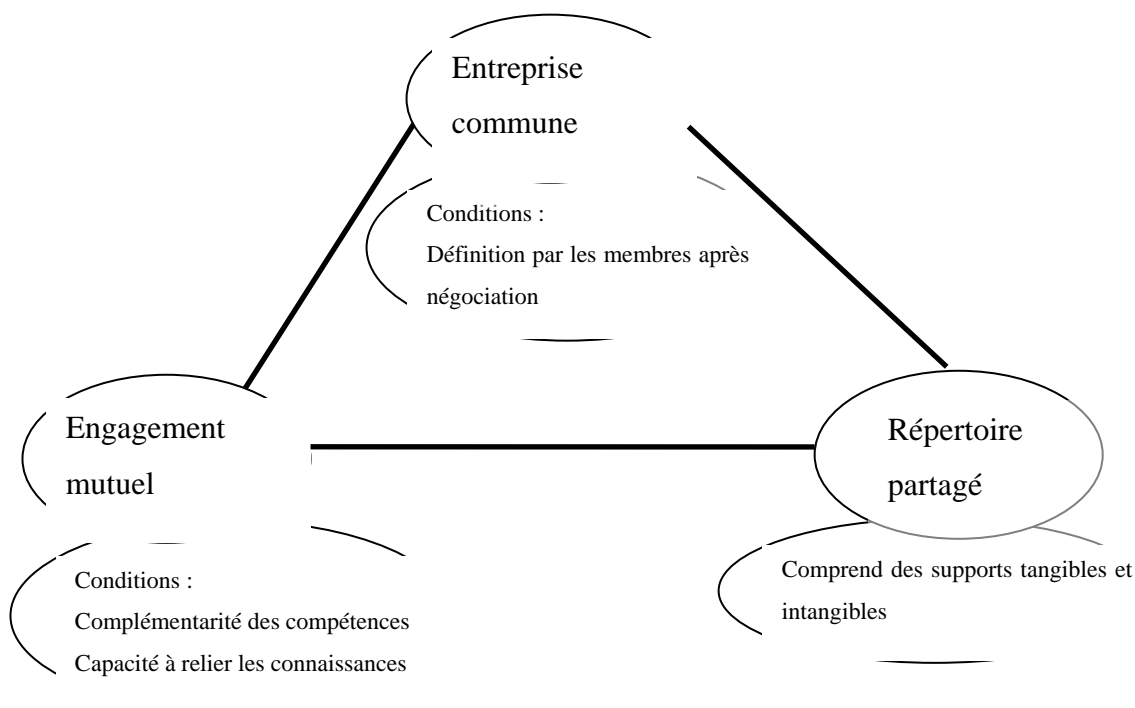 Entreprise
commune
Conditions :
Définition par les membres après
négociation
Engagement
mutuel
Conditions :
Complémentarité des compétences
Capacité à relier les connaissances
Répertoire
partagé
Comprend des supports tangibles et
intangibles